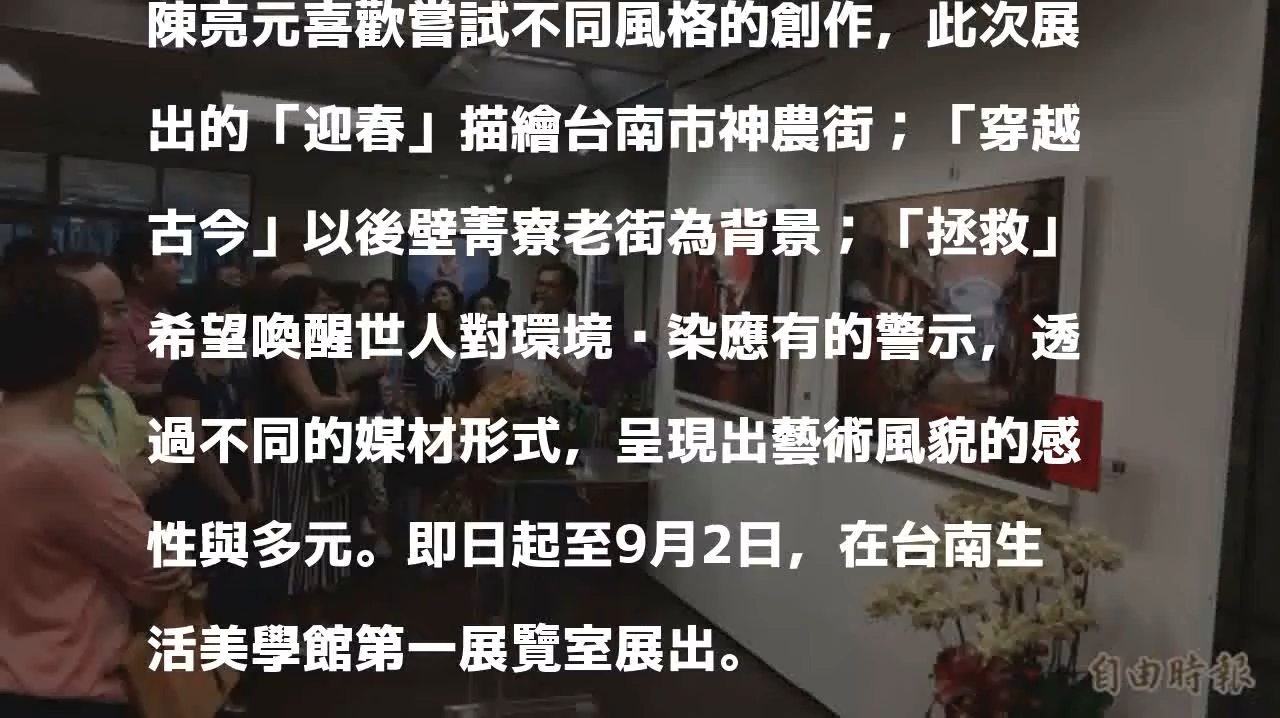 陳亮元喜歡嘗試不同風格的創作，此次展
出的「迎春」描繪台南市神農街；「穿越
古今」以後壁菁寮老街為背景；「拯救」
希望喚醒世人對環境▪染應有的警示，透
過不同的媒材形式，呈現出藝術風貌的感
性與多元。即日起至9月2日，在台南生
活美學館第一展覽室展出。
自由時報